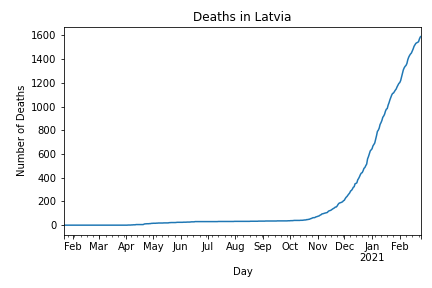 Deaths in Latvia
Number of Deaths
1600
1400
1200
1000
800
600
400
200
0
Feb Mar Apr May Jun Jul Aug Sep Oct Nov Dec Jan Feb
2021
Day